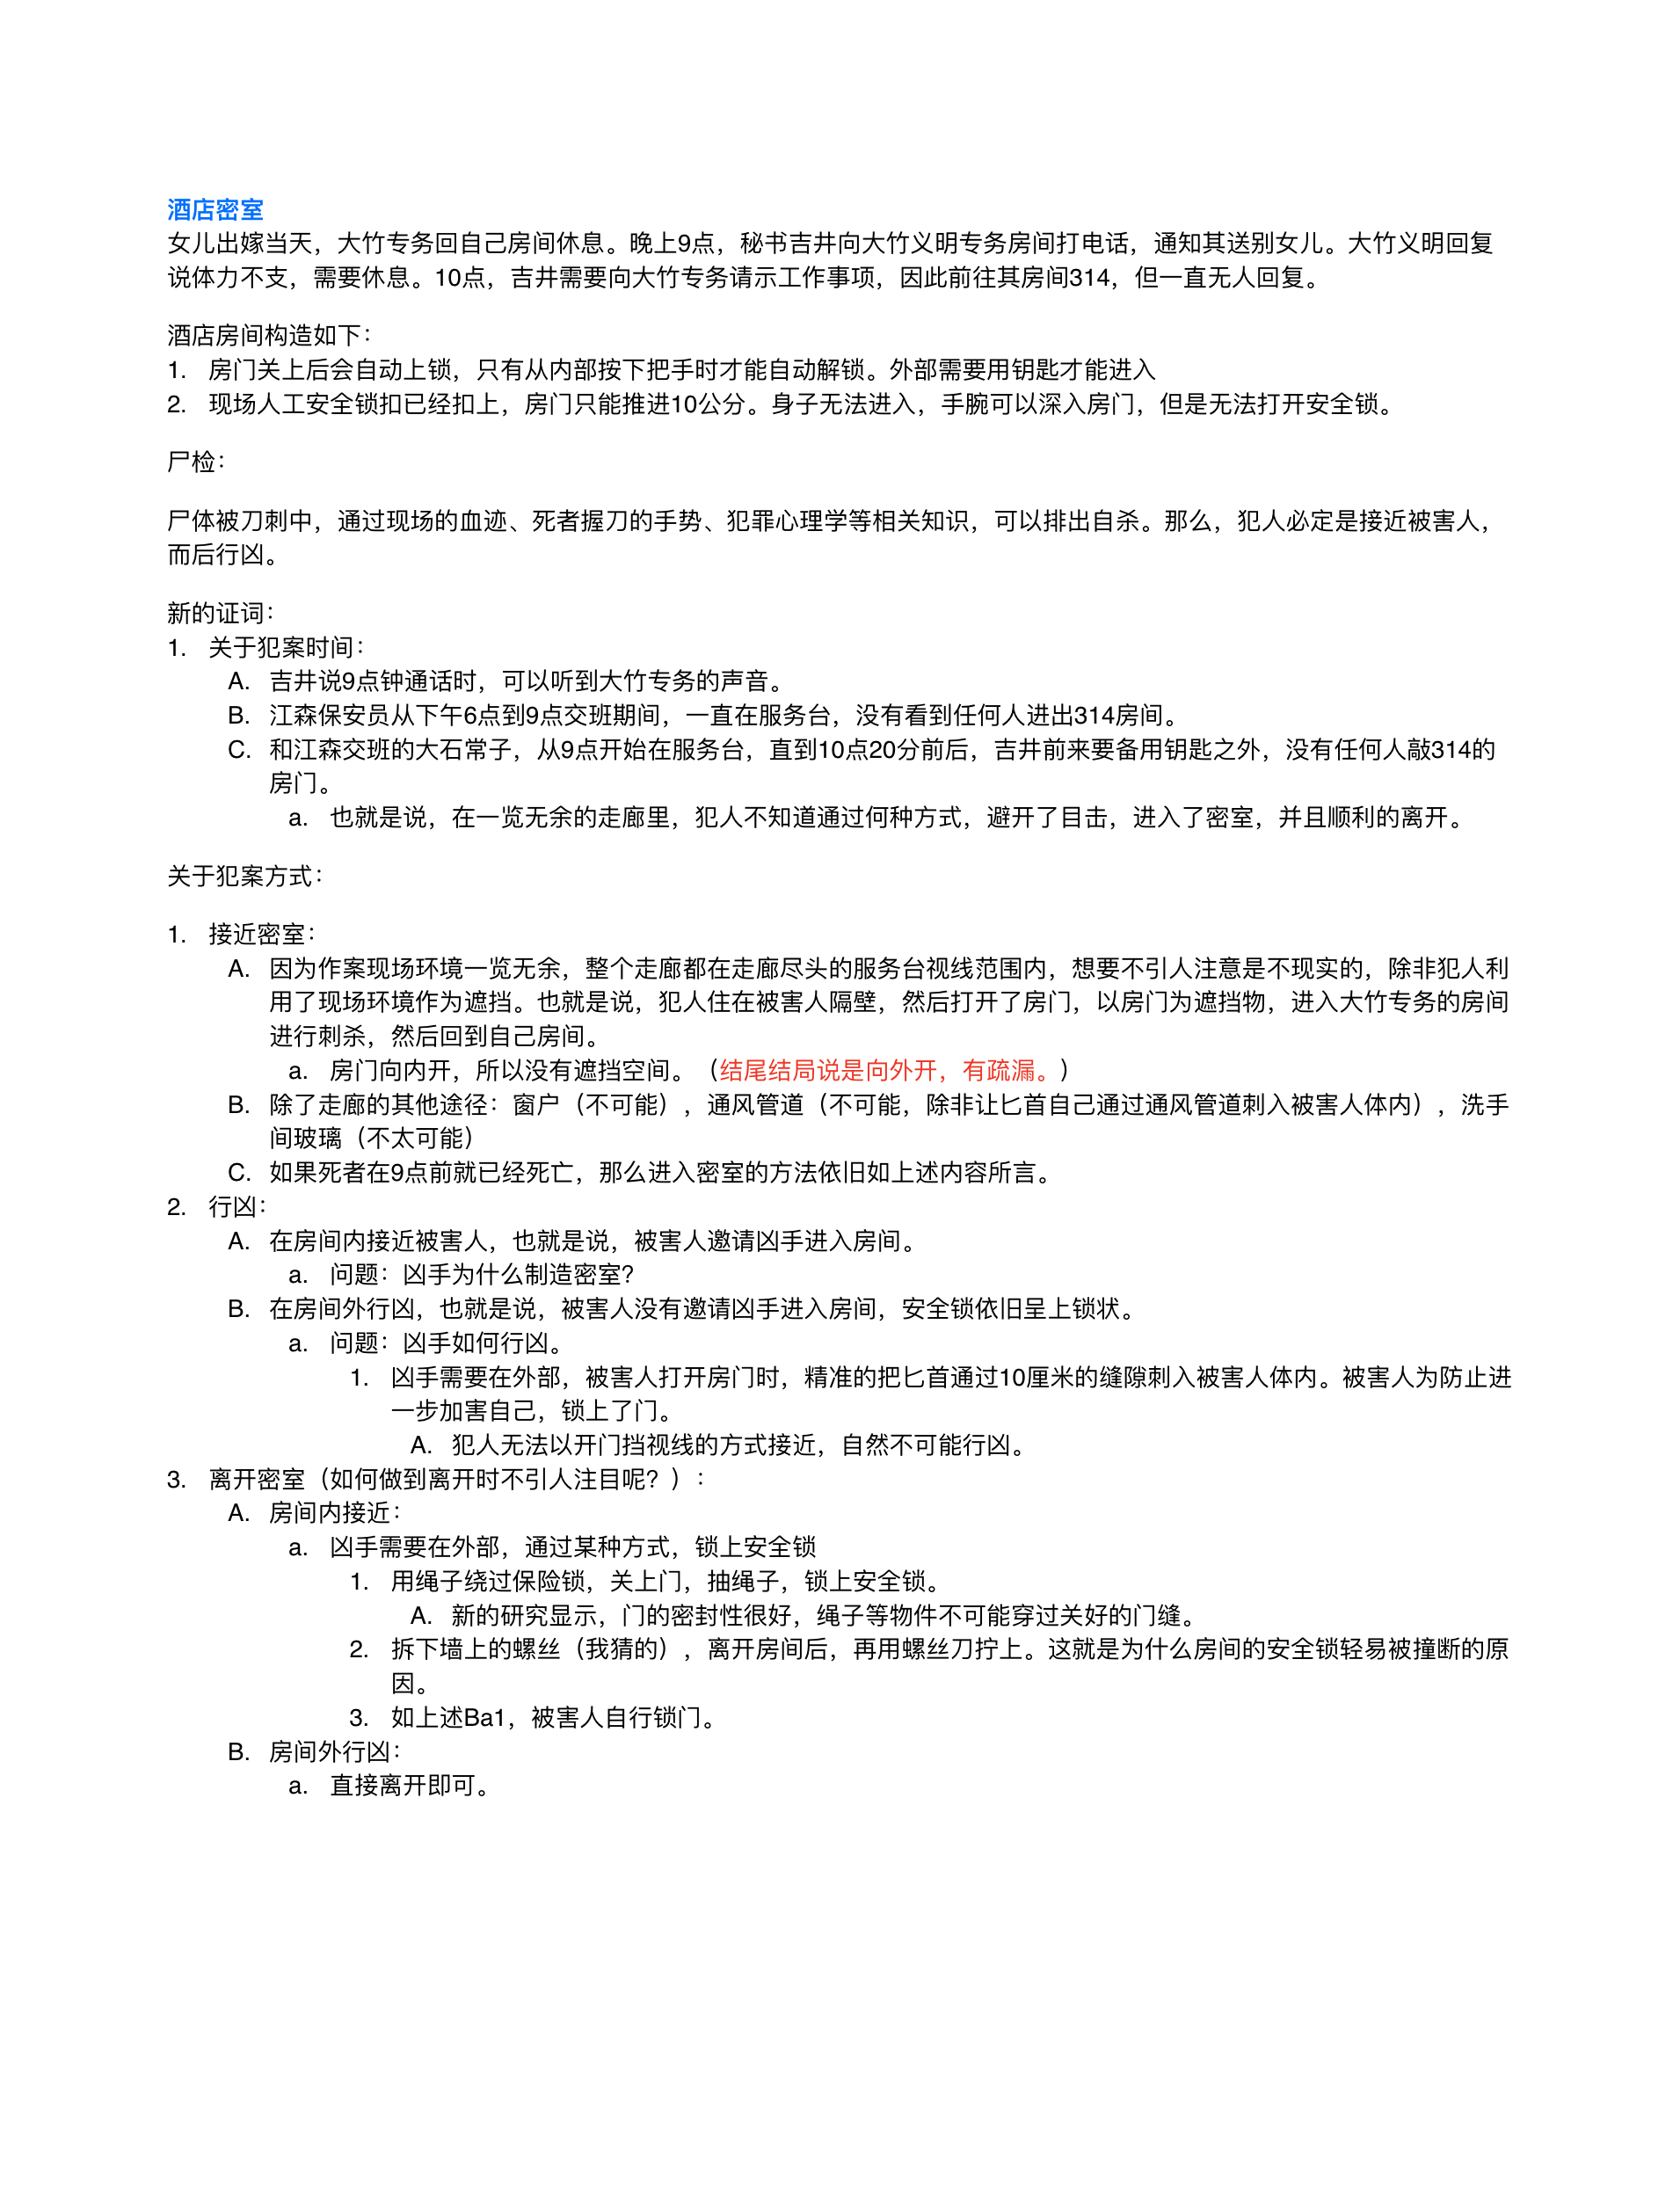 酒店密室
女儿出嫁当天，大竹专务回自己房间休息。晚上9点，秘书吉井向大竹义明专务房间打电话，通知其送别女儿。大竹义明回复
说体力不支，需要休息。10点，吉井需要向大竹专务请示工作事项，因此前往其房间314，但一直无人回复。
酒店房间构造如下：
1. 房门关上后会自动上锁，只有从内部按下把手时才能自动解锁。外部需要用钥匙才能进入
2. 现场人工安全锁扣已经扣上，房门只能推进10公分。身子无法进入，手腕可以深入房门，但是无法打开安全锁。
尸检：
尸体被刀刺中，通过现场的血迹、死者握刀的手势、犯罪心理学等相关知识，可以排出自杀。那么，犯人必定是接近被害人，
而后行凶。
新的证词：
1. 关于犯案时间：
A. 吉井说9点钟通话时，可以听到大竹专务的声音。
B. 江森保安员从下午6点到9点交班期间，一直在服务台，没有看到任何人进出314房间。
C. 和江森交班的大石常子，从9点开始在服务台，直到10点20分前后，吉井前来要备用钥匙之外，没有任何人敲314的
房门。
a. 也就是说，在一览无余的走廊里，犯人不知道通过何种方式，避开了目击，进入了密室，并且顺利的离开。
关于犯案方式：
1. 接近密室：
A. 因为作案现场环境一览无余，整个走廊都在走廊尽头的服务台视线范围内，想要不引人注意是不现实的，除非犯人利
用了现场环境作为遮挡。也就是说，犯人住在被害人隔壁，然后打开了房门，以房门为遮挡物，进入大竹专务的房间
进行刺杀，然后回到自己房间。
a. 房门向内开，所以没有遮挡空间。（结尾结局说是向外开，有疏漏。）
B. 除了走廊的其他途径：窗户（不可能），通风管道（不可能，除非让匕首自己通过通风管道刺入被害人体内），洗手
间玻璃（不太可能）
C. 如果死者在9点前就已经死亡，那么进入密室的方法依旧如上述内容所言。
2. 行凶：
A. 在房间内接近被害人，也就是说，被害人邀请凶手进入房间。
a. 问题：凶手为什么制造密室？
B. 在房间外行凶，也就是说，被害人没有邀请凶手进入房间，安全锁依旧呈上锁状。
a. 问题：凶手如何行凶。
1. 凶手需要在外部，被害人打开房门时，精准的把匕首通过10厘米的缝隙刺入被害人体内。被害人为防止进
一步加害自己，锁上了门。
A. 犯人无法以开门挡视线的方式接近，自然不可能行凶。
3. 离开密室（如何做到离开时不引人注目呢？）：
A. 房间内接近：
a. 凶手需要在外部，通过某种方式，锁上安全锁
1. 用绳子绕过保险锁，关上门，抽绳子，锁上安全锁。
A. 新的研究显示，门的密封性很好，绳子等物件不可能穿过关好的门缝。
2. 拆下墙上的螺丝（我猜的），离开房间后，再用螺丝刀拧上。这就是为什么房间的安全锁轻易被撞断的原
因。
3. 如上述Ba1，被害人自行锁门。
B. 房间外行凶：
a. 直接离开即可。